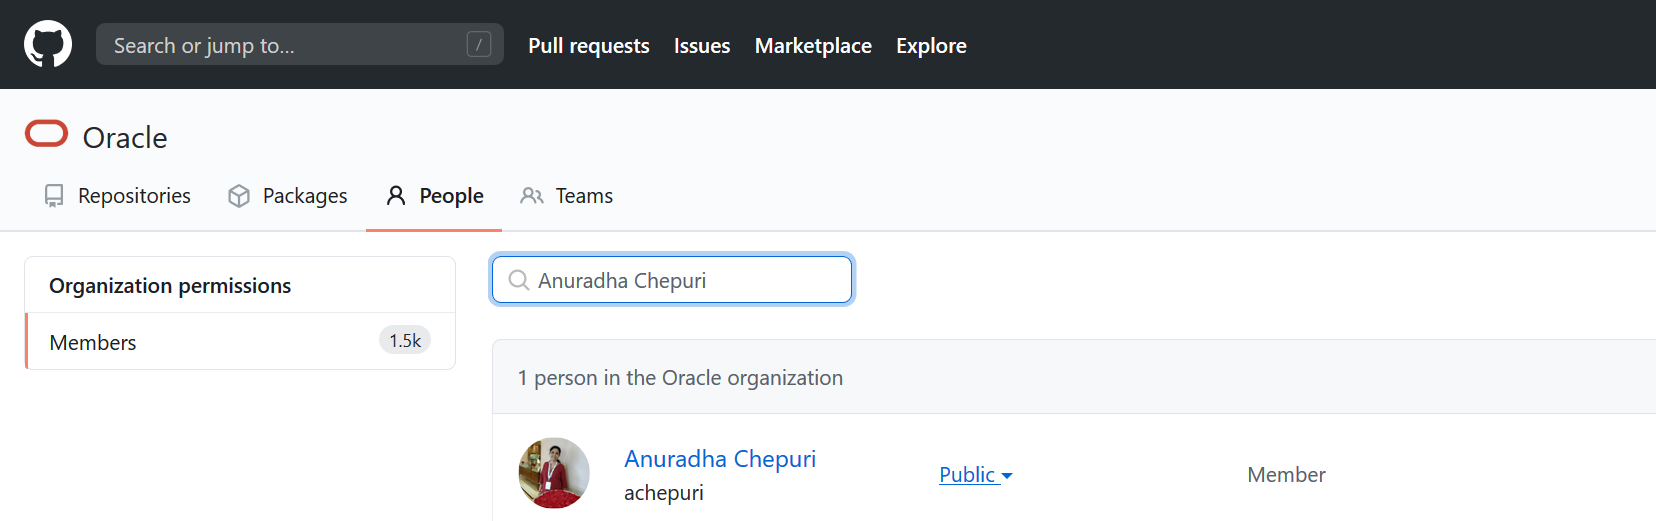 Search or jump to... /
Pull requests Issues Marketplace Explore
Oracle
Repositories Packages People Teams
Organization permissions
Members 1.5k
Anuradha Chepuri
1 person in the Oracle organization
Anuradha Chepuri
achepuri
Public
Member